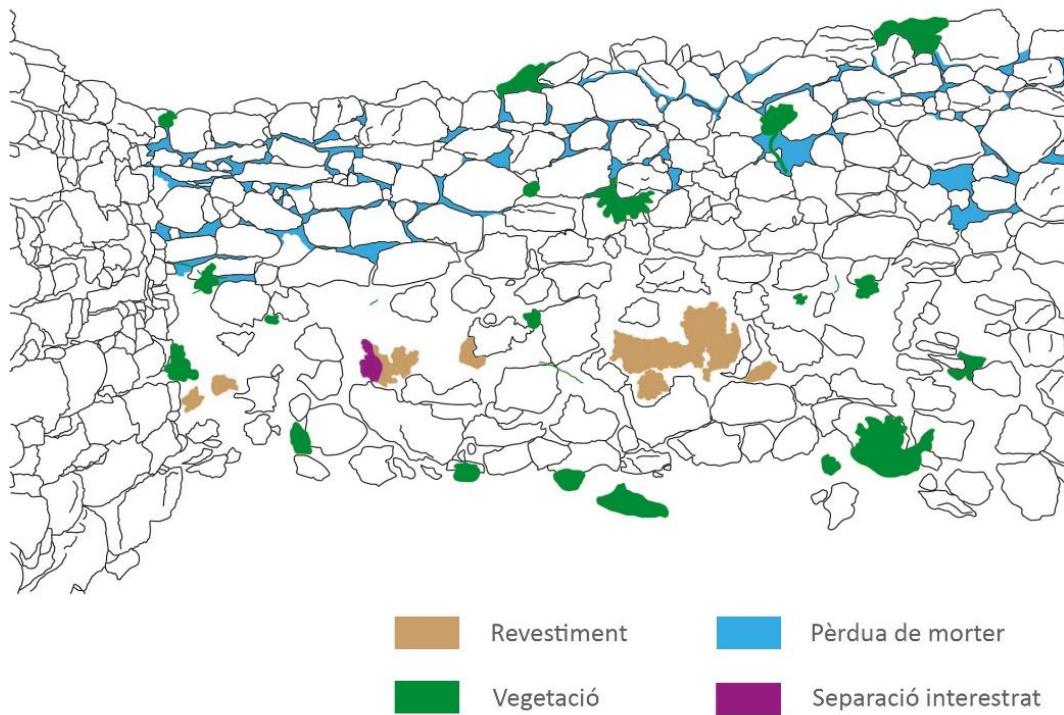 Revestiment
Pèrdua de morter
Vegetació
Separació interestrat